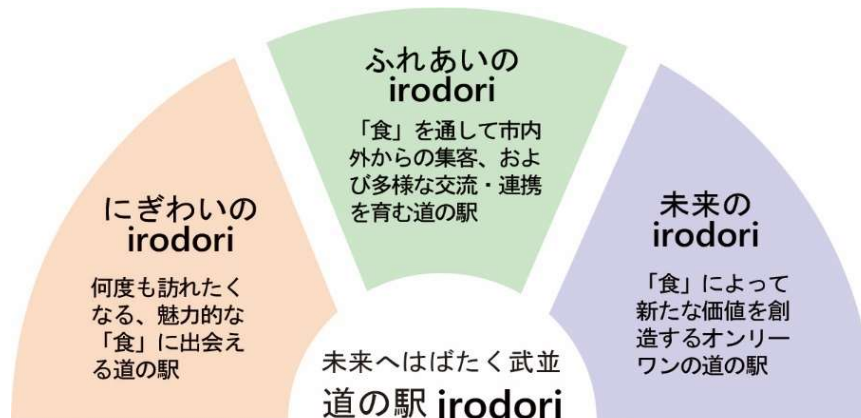 ふれあいの
irodori
「食」を通して市内
外からの集客、およ
び多様な交流・連携
を育む道の駅
にぎわいの
irodori
何度も訪れたく
なる、魅力的な
「食」に出会え
る道の駅
未来の
irodori
「食」によって
新たな価値を創
造するオンリー
ワンの道の駅
未来へはばたく武並
道の駅 irodori